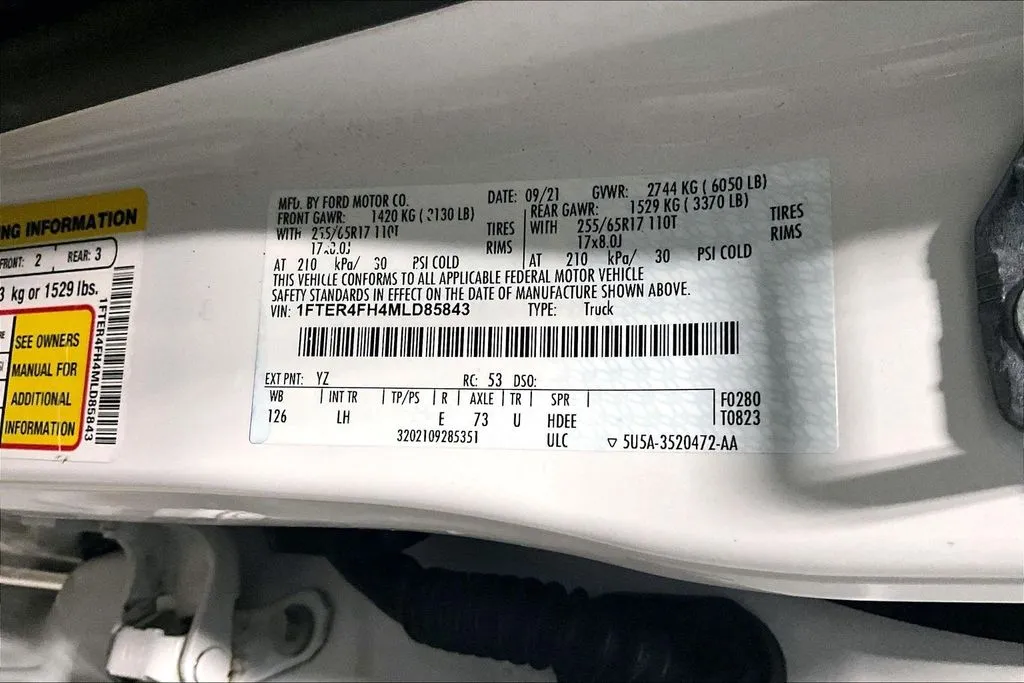 NG INFORMATION
FRONT: 2 REAR: 3
3 kg or 1529 lbs.
SEE OWNERS
MANUAL FOR
ADDITIONAL
INFORMATION
1FTER4FH4MLD85843
MFD. BY FORD MOTOR CO. DATE: 09/21 GVWR: 2744 KG ( 6050 LB)
FRONT GAWR: 1420 KG ( 3130 LB) REAR GAWR: 1529 KG ( 3370 LB)
WITH 255/65R17 110T TIRES WITH 255/65R17 110T TIRES
17x8.0J RIMS 17x8.0J RIMS
AT 210 kPa/ 30 PSI COLD AT 210 kPa/ 30 PSI COLD
THIS VEHICLE CONFORMS TO ALL APPLICABLE FEDERAL MOTOR VEHICLE
SAFETY STANDARDS IN EFFECT ON THE DATE OF MANUFACTURE SHOWN ABOVE.
VIN: 1FTER4FH4MLD85843 TYPE: Truck
EXT PNT: YZ RC: 53 DSO:
WB INT TR TP/PS R AXLE TR SPR F0280
126 LH E 73 U HDEE T0823
3202109285351 ULC ▽ 5U5A-3520472-AA